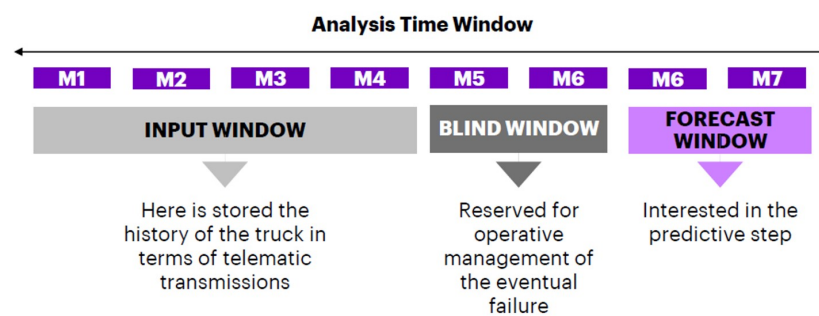 Analysis Time Window
M1 M2 M3 M4 M5 M6 M6 M7
INPUT WINDOW
BLIND WINDOW
FORECAST
WINDOW
Here is stored the
history of the truck in
terms of telematic
transmissions
Reserved for
operative
management of
the eventual
failure
Interested in the
predictive step